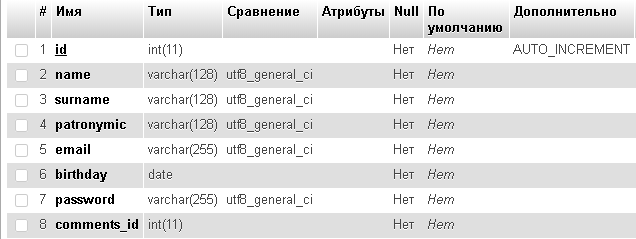 # Имя Тип Сравнение Атрибуты Null По умолчанию Дополнительно
1 id int(11) Нет Нет AUTO_INCREMENT
2 name varchar(128) utf8_general_ci Нет Нет
3 surname varchar(128) utf8_general_ci Нет Нет
4 patronymic varchar(128) utf8_general_ci Нет Нет
5 email varchar(255) utf8_general_ci Нет Нет
6 birthday date Нет Нет
7 password varchar(255) utf8_general_ci Нет Нет
8 comments_id int(11) Нет Нет